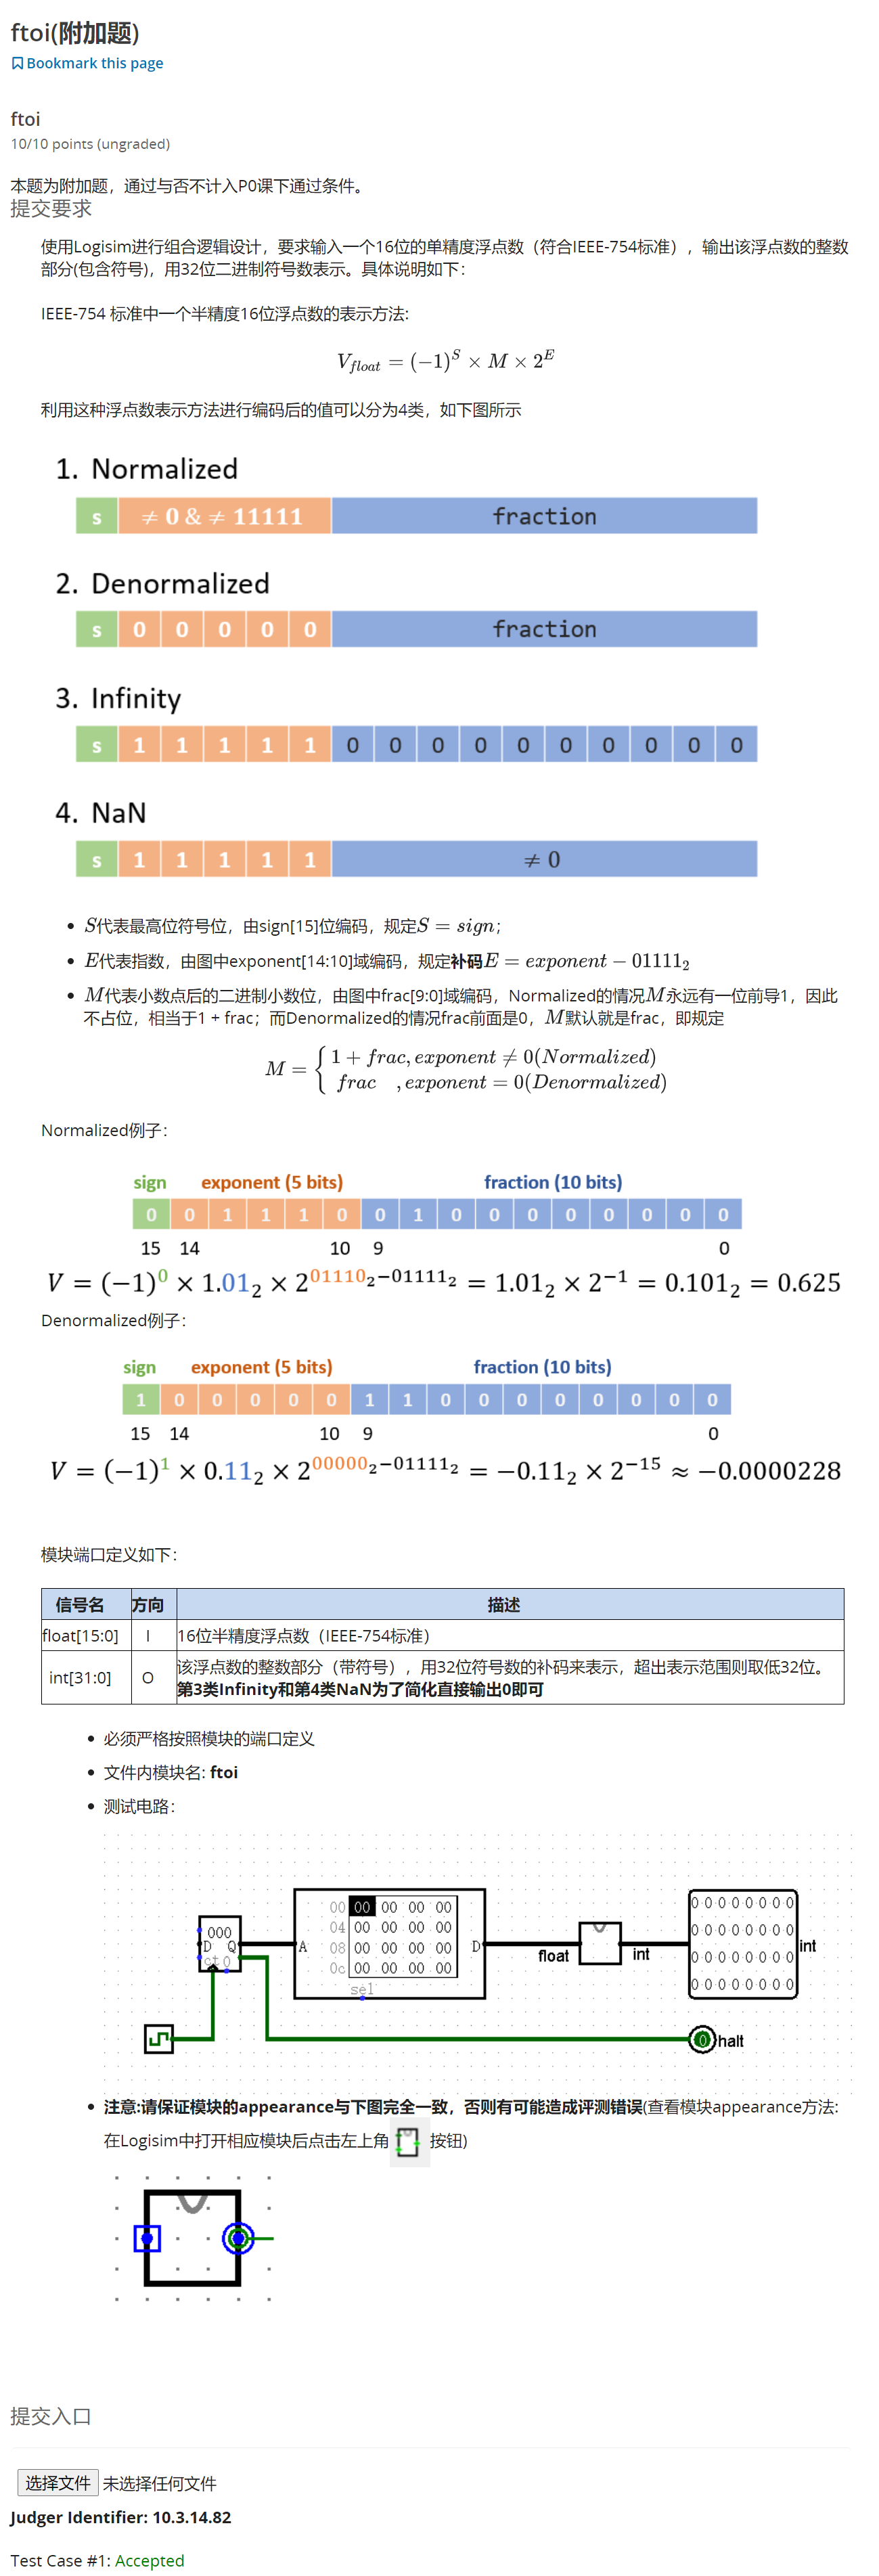 ftoi(附加题)
Bookmark this page
ftoi
10/10 points (ungraded)
本题为附加题，通过与否不计入P0课下通过条件。
提交要求
使用Logisim进行组合逻辑设计，要求输入一个16位的单精度浮点数（符合IEEE-754标准），输出该浮点数的整数
部分(包含符号)，用32位二进制符号数表示。具体说明如下：
IEEE-754 标准中一个半精度16位浮点数的表示方法:
V_float = (−1)^S × M × 2^E
利用这种浮点数表示方法进行编码后的值可以分为4类，如下图所示
1. Normalized
s ≠ 0 & ≠ 11111 fraction
2. Denormalized
s 0 0 0 0 0 fraction
3. Infinity
s 1 1 1 1 1 0 0 0 0 0 0 0 0 0 0
4. NaN
s 1 1 1 1 1 ≠ 0
• S代表最高位符号位，由sign[15]位编码，规定S = sign；
• E代表指数，由图中exponent[14:10]域编码，规定补码E = exponent − 01111₂
• M代表小数点后的二进制小数位，由图中frac[9:0]域编码，Normalized的情况M永远有一位前导1，因此
不占位，相当于1 + frac；而Denormalized的情况frac前面是0，M默认就是frac，即规定
M = { 1 + frac, exponent ≠ 0(Normalized)
frac , exponent = 0(Denormalized)
Normalized例子：
sign exponent (5 bits) fraction (10 bits)
0 0 1 1 1 0 0 1 0 0 0 0 0 0 0 0
15 14 10 9 0
V = (−1)^0 × 1.01₂ × 2^(01110₂−01111₂) = 1.01₂ × 2^−1 = 0.101₂ = 0.625
Denormalized例子：
sign exponent (5 bits) fraction (10 bits)
1 0 0 0 0 0 1 1 0 0 0 0 0 0 0 0
15 14 10 9 0
V = (−1)^1 × 0.11₂ × 2^(00000₂−01111₂) = −0.11₂ × 2^−15 ≈ −0.0000228
模块端口定义如下：
信号名 方向 描述
float[15:0] I 16位半精度浮点数（IEEE-754标准）
int[31:0] O 该浮点数的整数部分（带符号），用32位符号数的补码来表示，超出表示范围则取低32位。
第3类Infinity和第4类NaN为了简化直接输出0即可
• 必须严格按照模块的端口定义
• 文件内模块名: ftoi
• 测试电路：
000
D Q
ct 0
A
00 00 00 00 00
04 00 00 00 00
08 00 00 00 00
0c 00 00 00 00
D
sel
float
int
0 0 0 0 0 0 0 0
0 0 0 0 0 0 0 0
0 0 0 0 0 0 0 0
0 0 0 0 0 0 0 0
int
0 halt
• 注意:请保证模块的appearance与下图完全一致，否则有可能造成评测错误(查看模块appearance方法:
在Logisim中打开相应模块后点击左上角 按钮)
提交入口
选择文件 未选择任何文件
Judger Identifier: 10.3.14.82
Test Case #1: Accepted